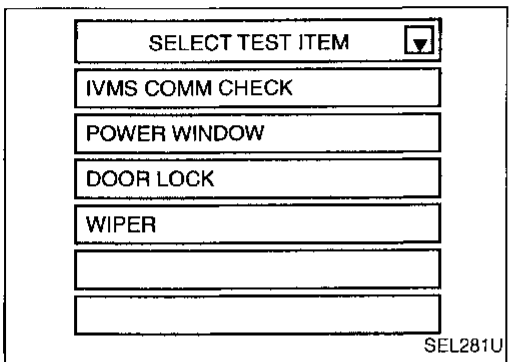 SELECT TEST ITEM
IVMS COMM CHECK
POWER WINDOW
DOOR LOCK
WIPER
SEL281U